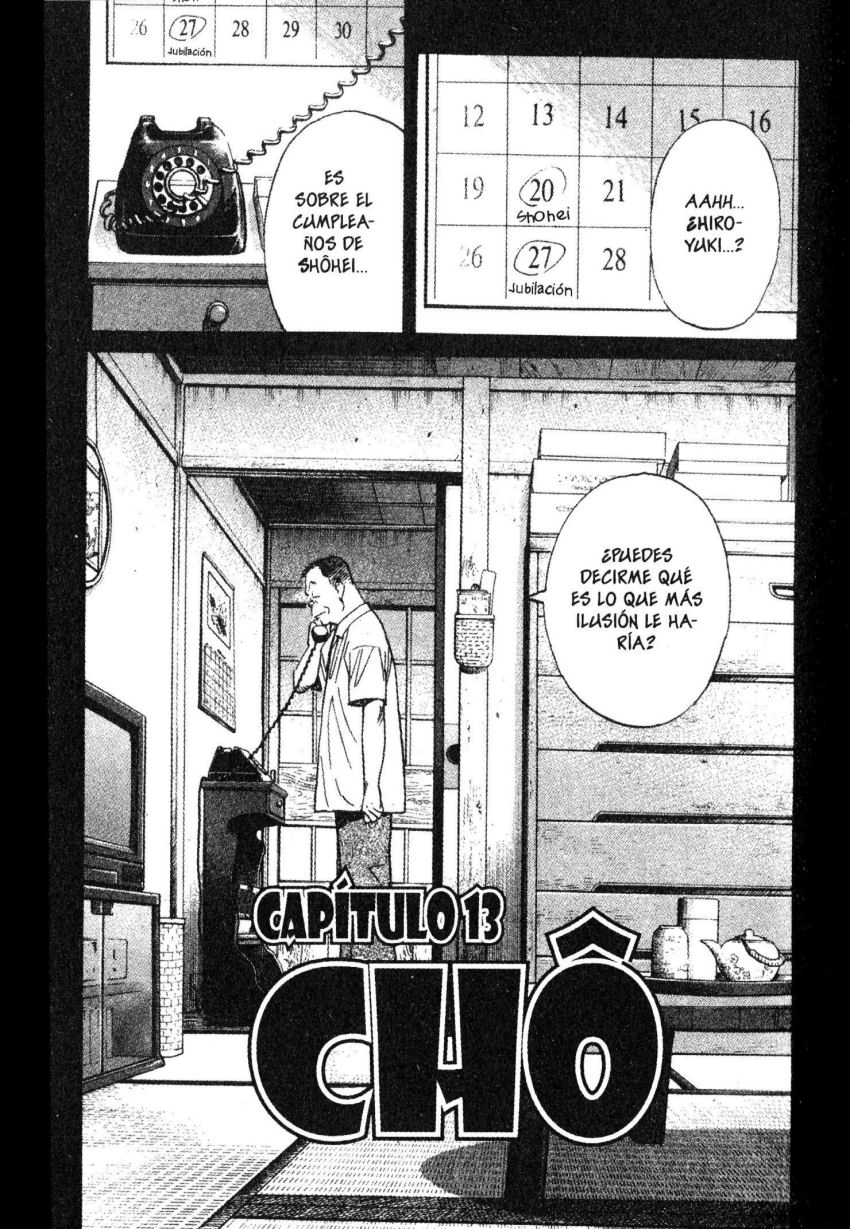 12 13 14 15 16
19 20 21
Shohei
26 27 28
Jubilación
AAHH...
¿HIRO-
YUKI...?
26 27 28 29 30
Jubilación
ES
SOBRE EL
CUMPLEA-
ÑOS DE
SHÔHEI...
¿PUEDES
DECIRME QUÉ
ES LO QUE MÁS
ILUSIÓN LE HA-
RÍA?
CAPÍTULO 13
CHÔ